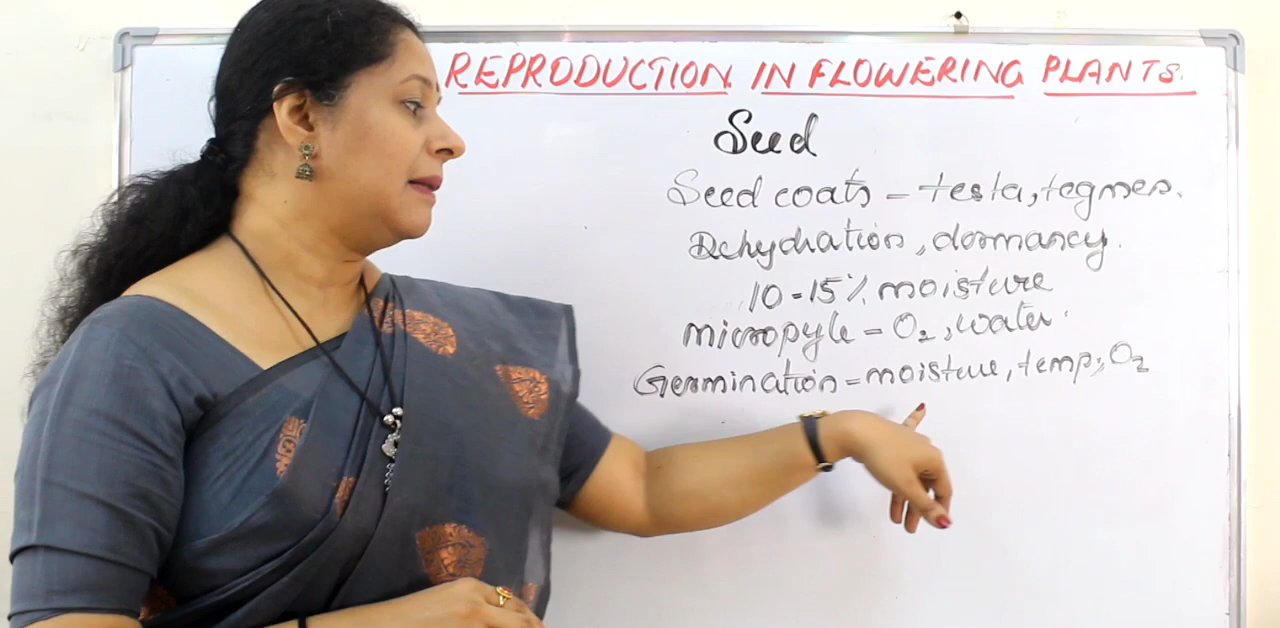 REPRODUCTION IN FLOWERING PLANTS.
Seed
Seed coats - testa, tegmen.
Dehydration, dormancy.
10-15% moisture
micropyle - O2, water.
Germination = moisture, temp, O2